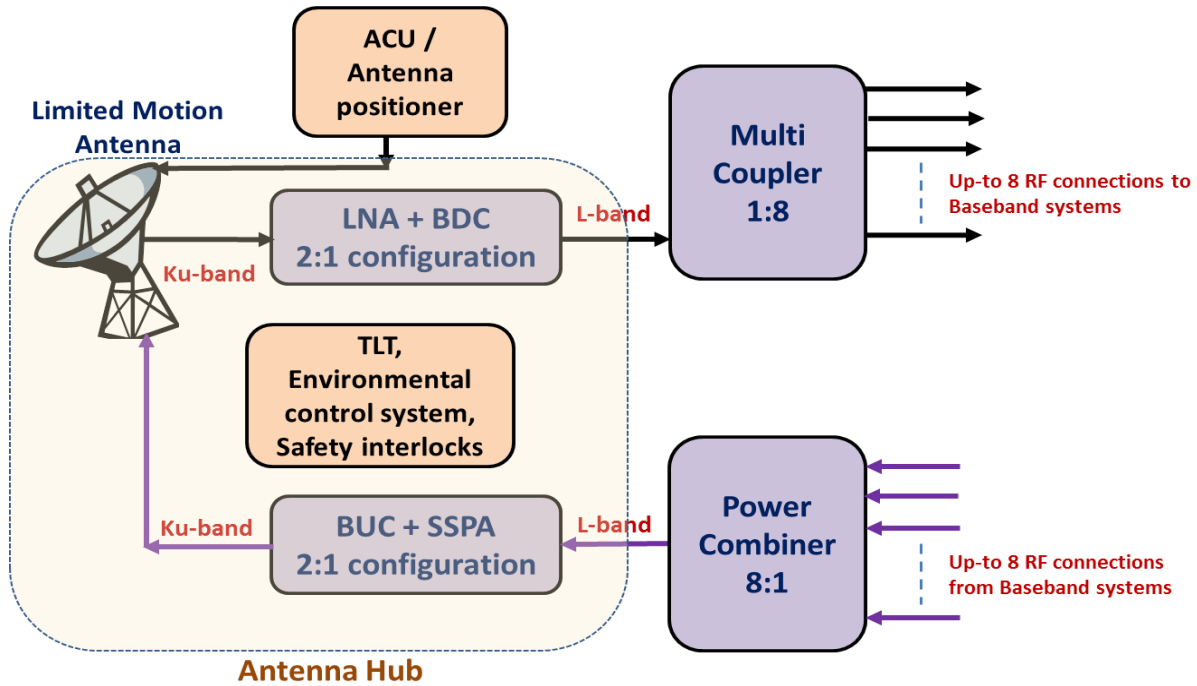 ACU /
Antenna
positioner
Limited Motion
Antenna
LNA + BDC
2:1 configuration
Ku-band
L-band
Multi
Coupler
1:8
Up-to 8 RF connections to
Baseband systems
TLT,
Environmental
control system,
Safety interlocks
BUC + SSPA
2:1 configuration
Ku-band
L-band
Power
Combiner
8:1
Up-to 8 RF connections
from Baseband systems
Antenna Hub